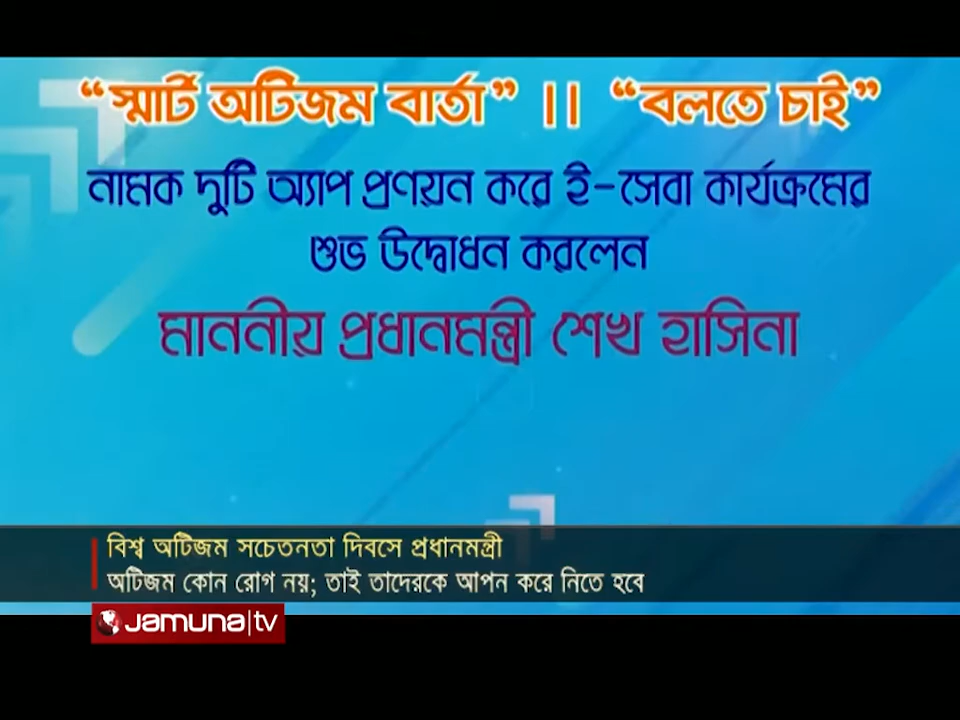 “স্মার্ট অটিজম বার্তা” || “বলতে চাই”
নামক দুটি অ্যাপ প্রণয়ন করে ই-সেবা কার্যক্রমের
শুভ উদ্বোধন করলেন
মাননীয় প্রধানমন্ত্রী শেখ হাসিনা
বিশ্ব অটিজম সচেতনতা দিবসে প্রধানমন্ত্রী
অটিজম কোন রোগ নয়; তাই তাদেরকে আপন করে নিতে হবে
Jamuna|tv